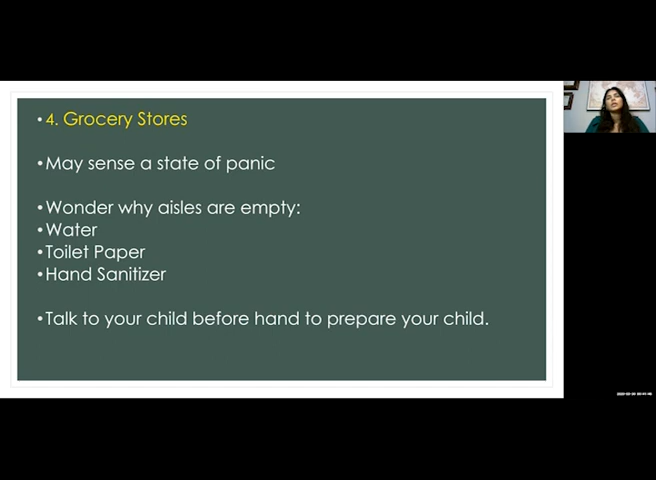 • 4. Grocery Stores
• May sense a state of panic
• Wonder why aisles are empty:
• Water
• Toilet Paper
• Hand Sanitizer
• Talk to your child before hand to prepare your child.